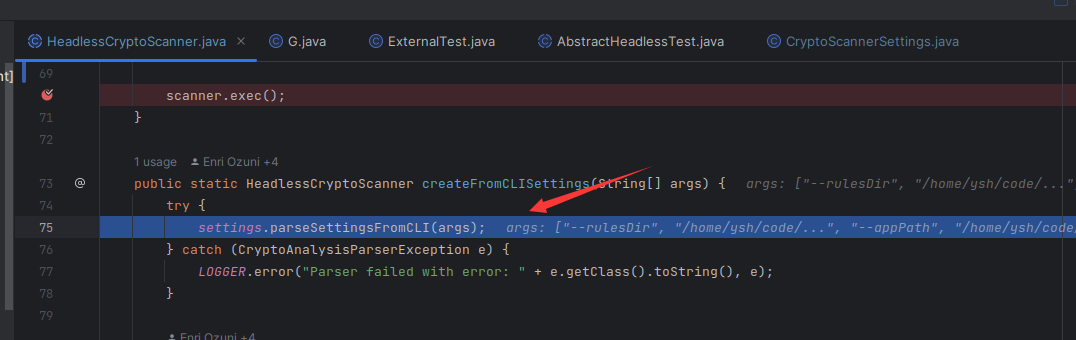 HeadlessCryptoScanner.java × G.java ExternalTest.java AbstractHeadlessTest.java CryptoScannerSettings.java
nt]
69
scanner.exec();
71 }
72
1 usage Enri Ozuni +4
73 @ public static HeadlessCryptoScanner createFromCLISettings(String[] args) { args: ["--rulesDir", "/home/ysh/code/..."
74 try {
75 settings.parseSettingsFromCLI(args); args: ["--rulesDir", "/home/ysh/code/...", "--appPath", "/home/ysh/code/
76 } catch (CryptoAnalysisParserException e) {
77 LOGGER.error("Parser failed with error: " + e.getClass().toString(), e);
78 }
79
Enri Ozuni +4